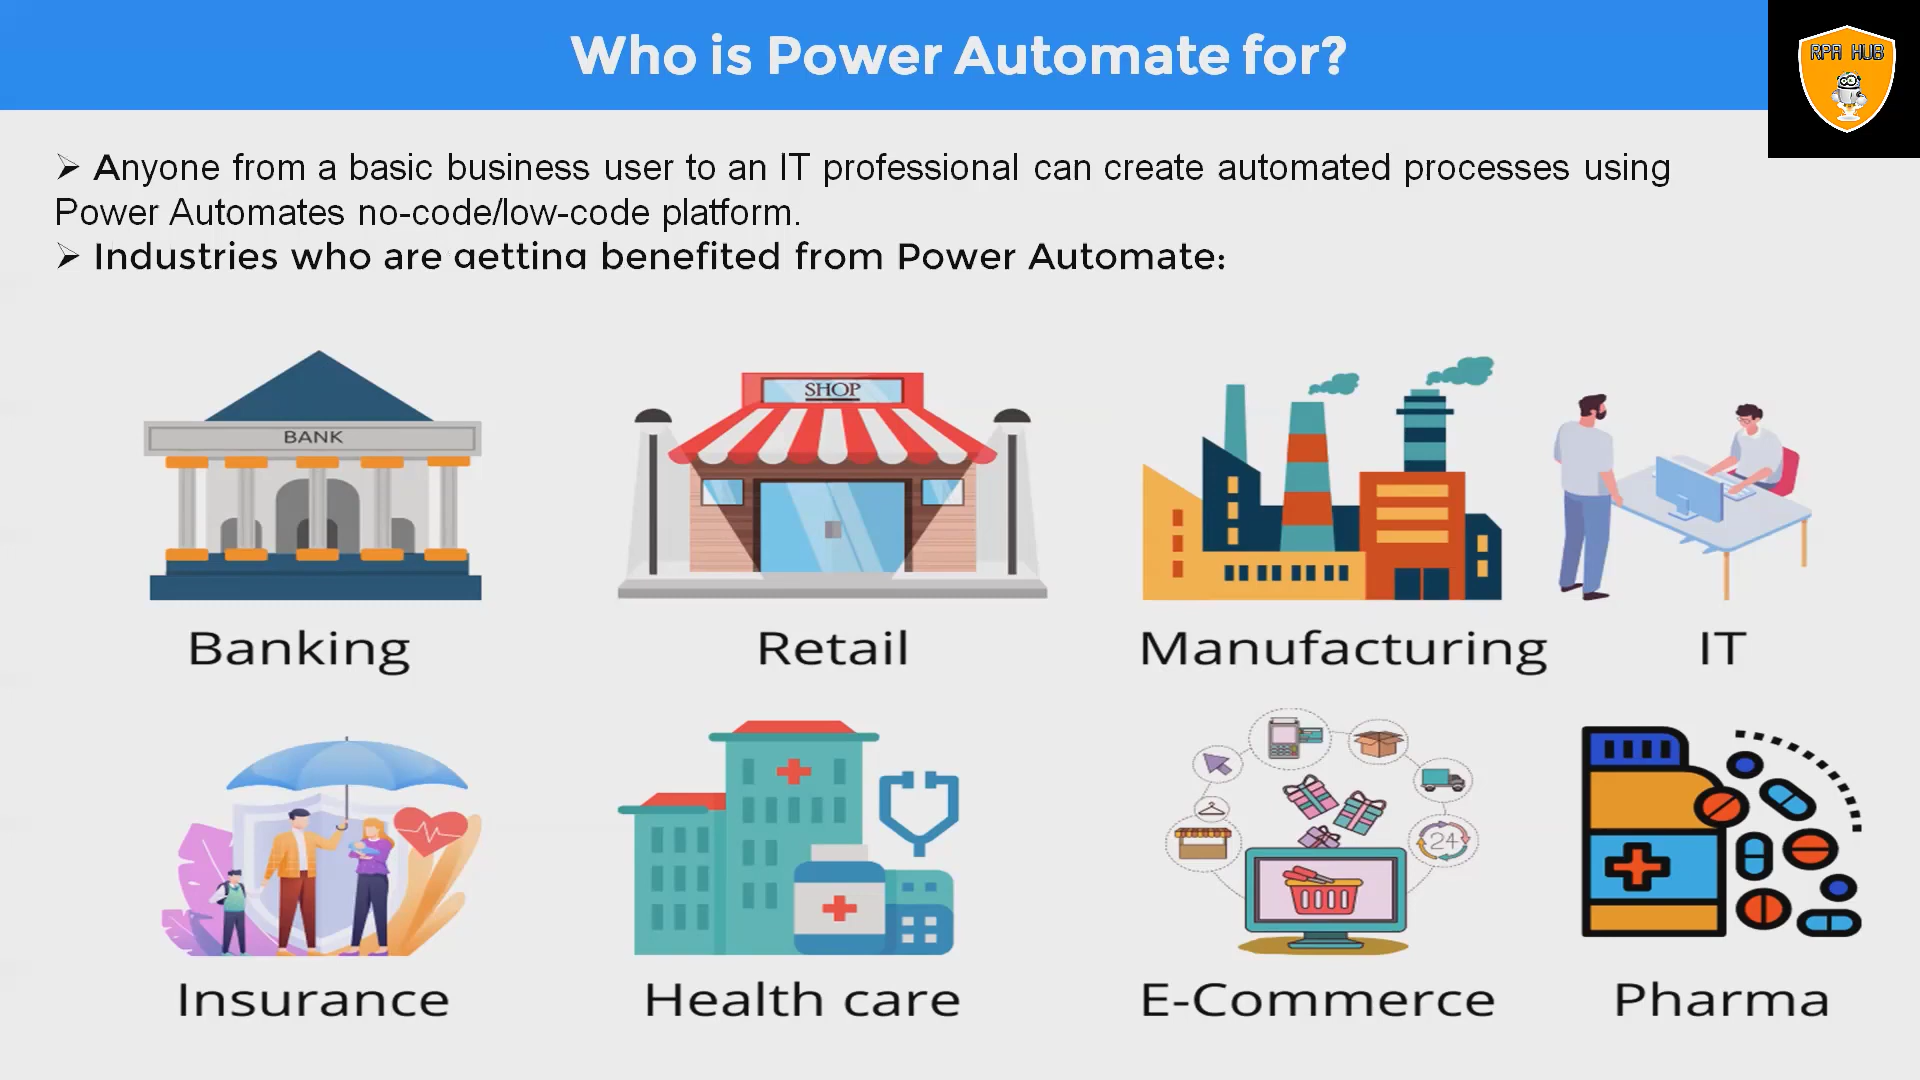 Who is Power Automate for?
RPA HUB
➢ Anyone from a basic business user to an IT professional can create automated processes using
Power Automates no-code/low-code platform.
➢ Industries who are getting benefited from Power Automate:
BANK
SHOP
Banking
Retail
Manufacturing
IT
24
Insurance
Health care
E-Commerce
Pharma